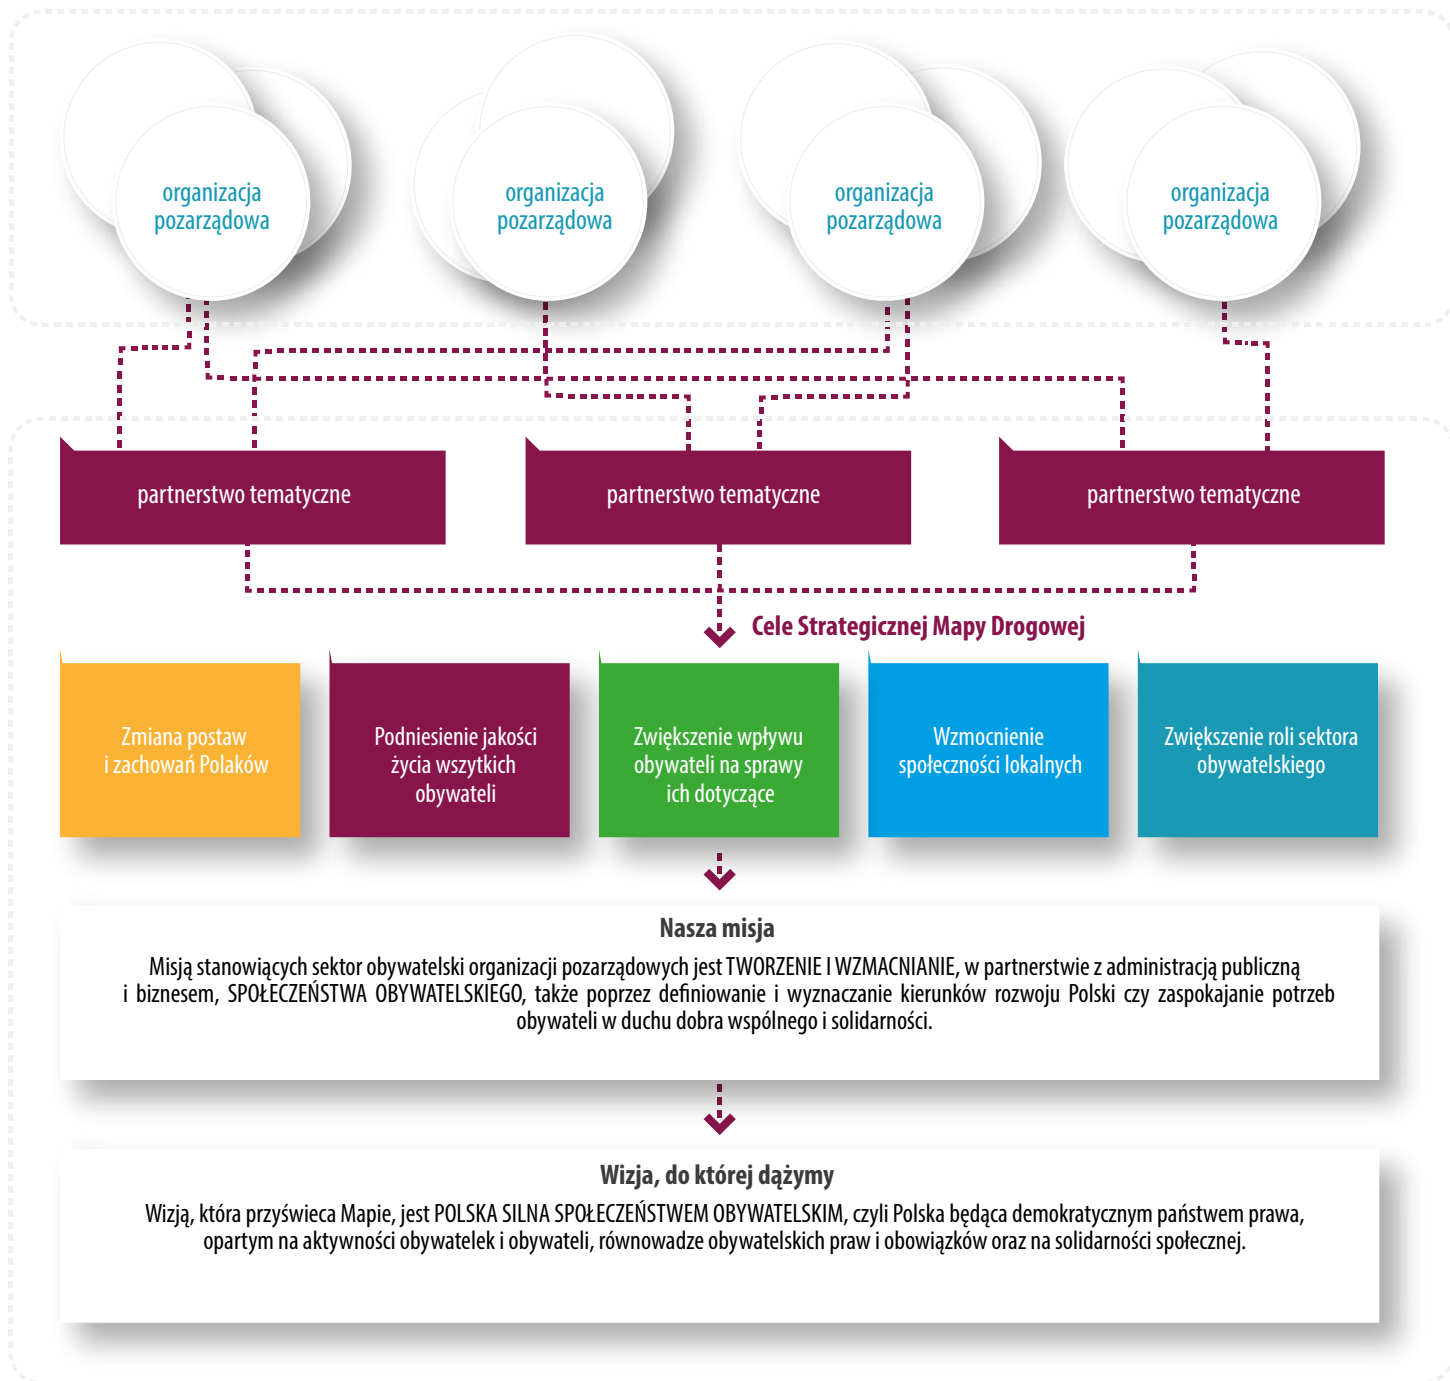 organizacja
pozarządowa
organizacja
pozarządowa
organizacja
pozarządowa
organizacja
pozarządowa
partnerstwo tematyczne
partnerstwo tematyczne
partnerstwo tematyczne
Cele Strategicznej Mapy Drogowej
Zmiana postaw
i zachowań Polaków
Podniesienie jakości
życia wszytkich
obywateli
Zwiększenie wpływu
obywateli na sprawy
ich dotyczące
Wzmocnienie
społeczności lokalnych
Zwiększenie roli sektora
obywatelskiego
Nasza misja
Misją stanowiących sektor obywatelski organizacji pozarządowych jest TWORZENIE I WZMACNIANIE, w partnerstwie z administracją publiczną
i biznesem, SPOŁECZEŃSTWA OBYWATELSKIEGO, także poprzez definiowanie i wyznaczanie kierunków rozwoju Polski czy zaspokajanie potrzeb
obywateli w duchu dobra wspólnego i solidarności.
Wizja, do której dążymy
Wizją, która przyświeca Mapie, jest POLSKA SILNA SPOŁECZEŃSTWEM OBYWATELSKIM, czyli Polska będąca demokratycznym państwem prawa,
opartym na aktywności obywatelek i obywateli, równowadze obywatelskich praw i obowiązków oraz na solidarności społecznej.